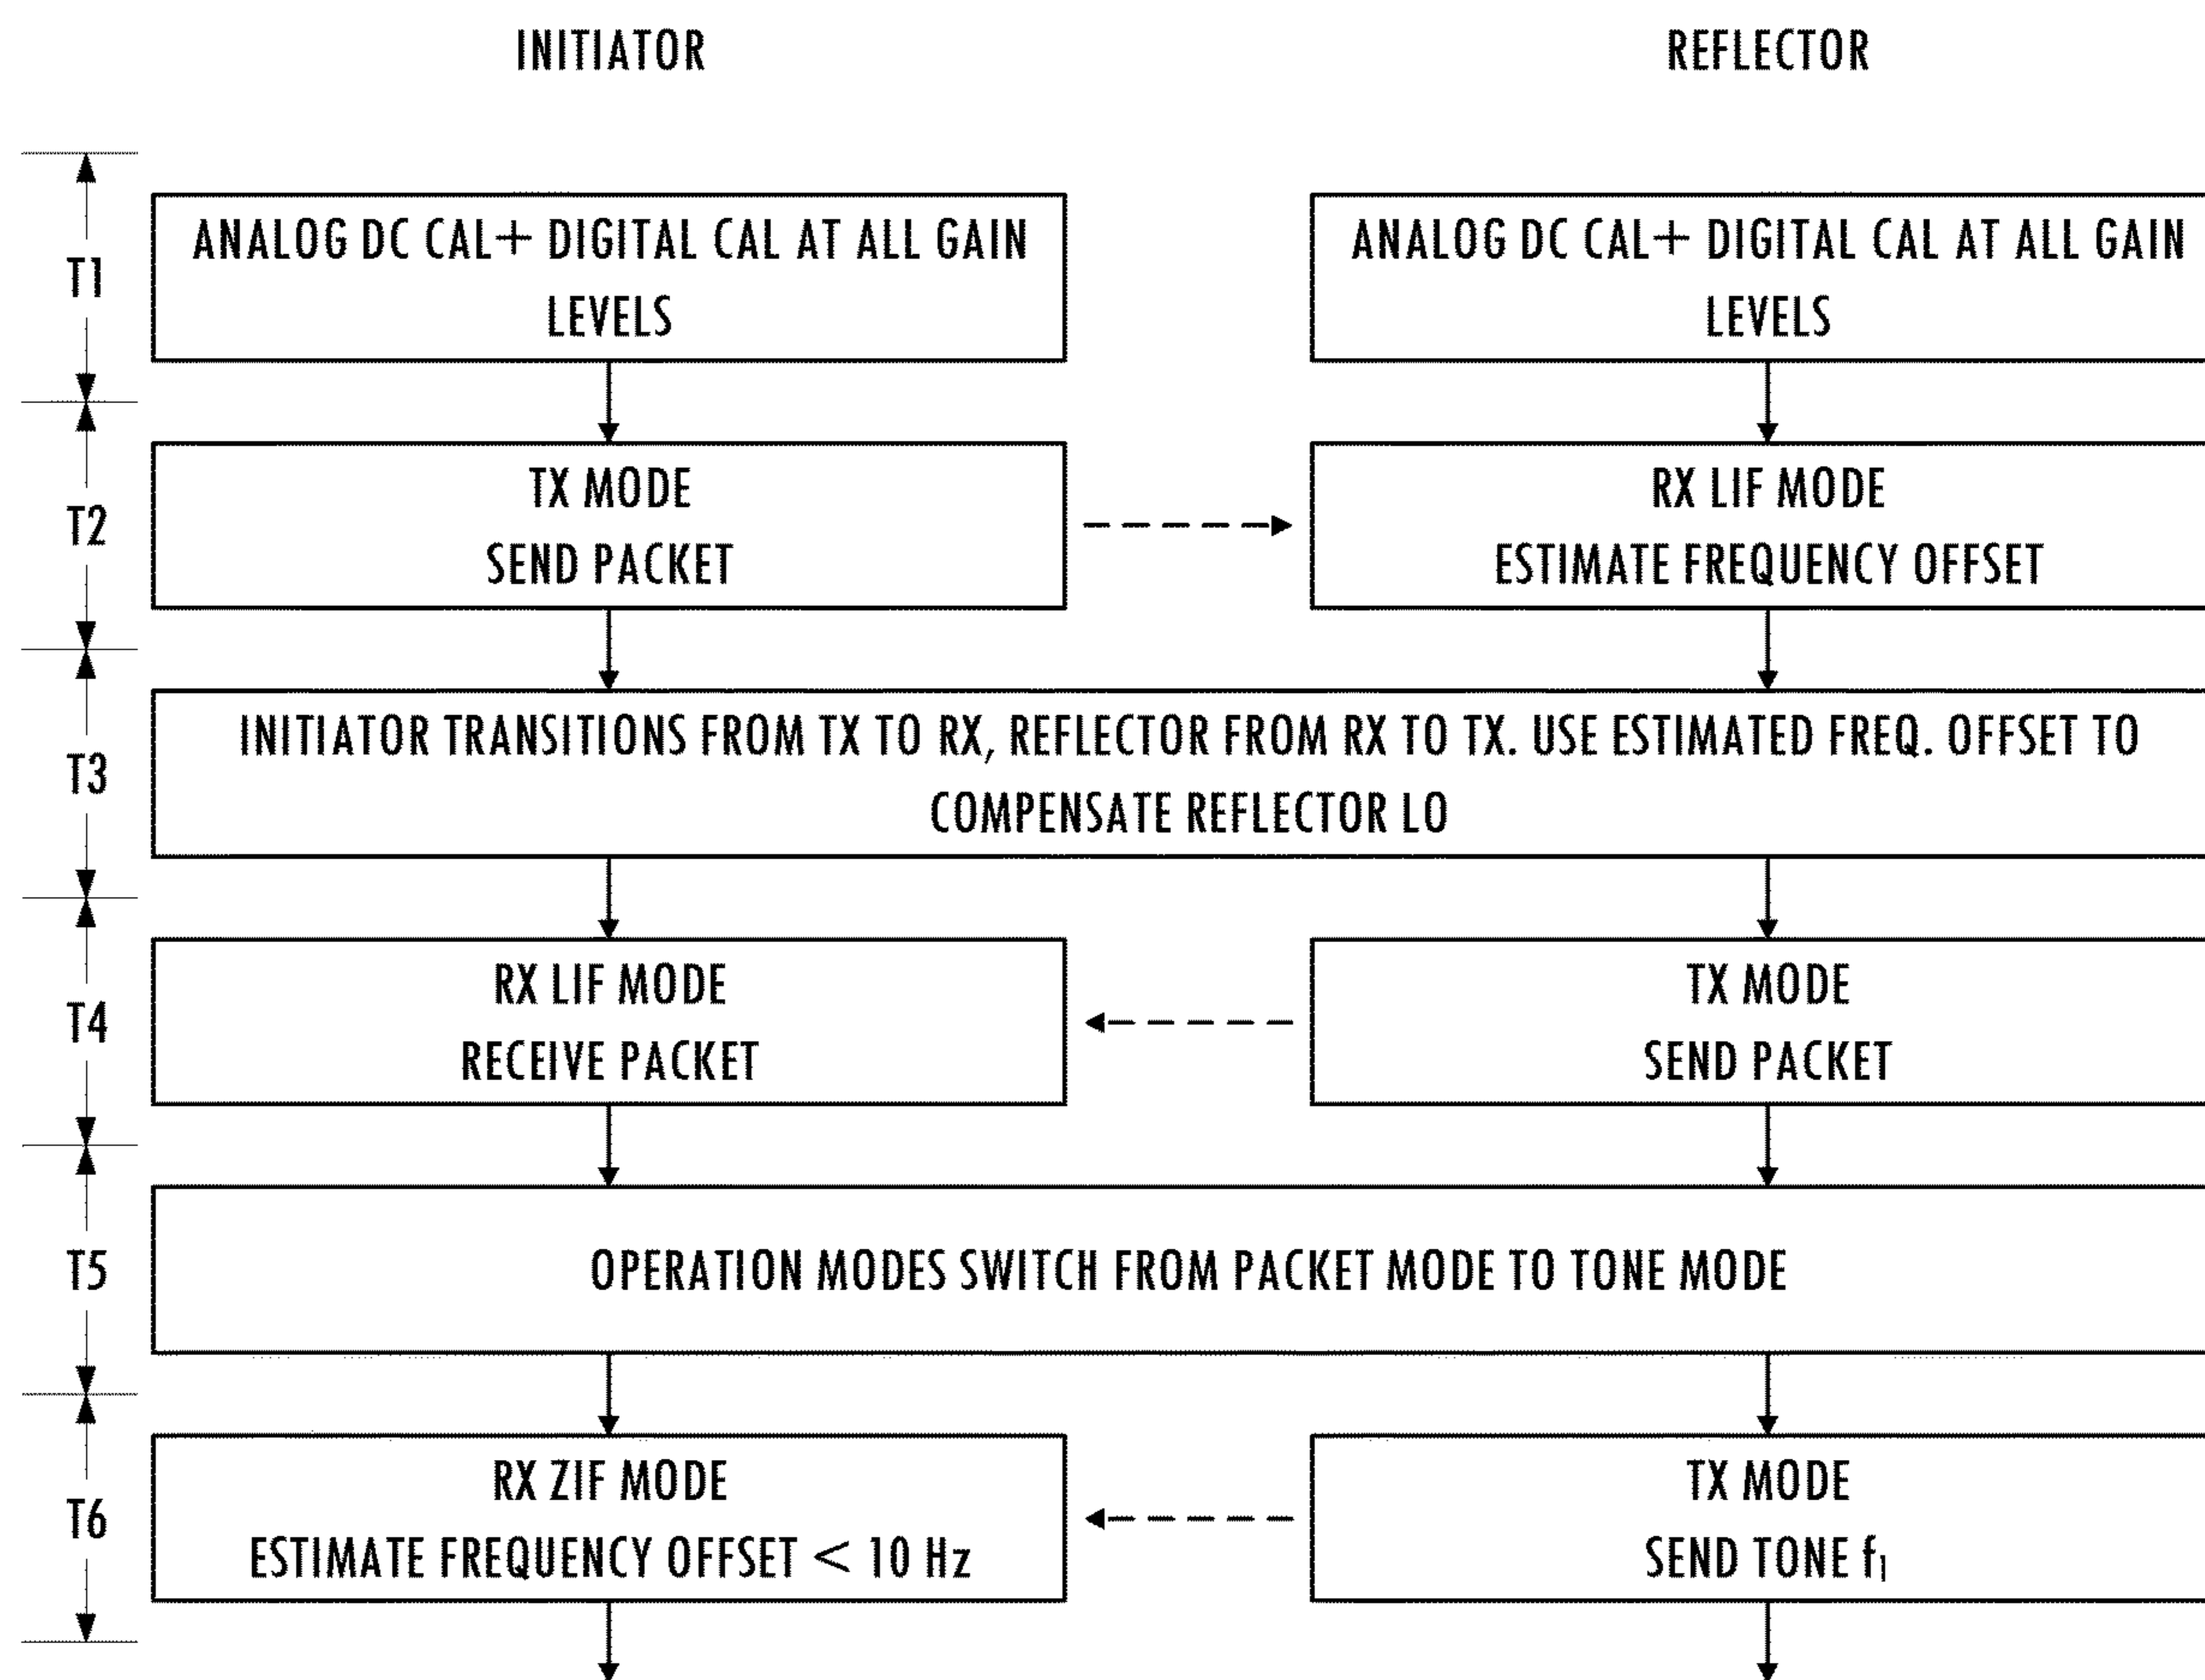 INITIATOR
REFLECTOR
T1
ANALOG DC CAL+ DIGITAL CAL AT ALL GAIN
LEVELS
ANALOG DC CAL+ DIGITAL CAL AT ALL GAIN
LEVELS
T2
TX MODE
SEND PACKET
RX LIF MODE
ESTIMATE FREQUENCY OFFSET
T3
INITIATOR TRANSITIONS FROM TX TO RX, REFLECTOR FROM RX TO TX. USE ESTIMATED FREQ. OFFSET TO
COMPENSATE REFLECTOR LO
T4
RX LIF MODE
RECEIVE PACKET
TX MODE
SEND PACKET
T5
OPERATION MODES SWITCH FROM PACKET MODE TO TONE MODE
T6
RX ZIF MODE
ESTIMATE FREQUENCY OFFSET < 10 Hz
TX MODE
SEND TONE f₁